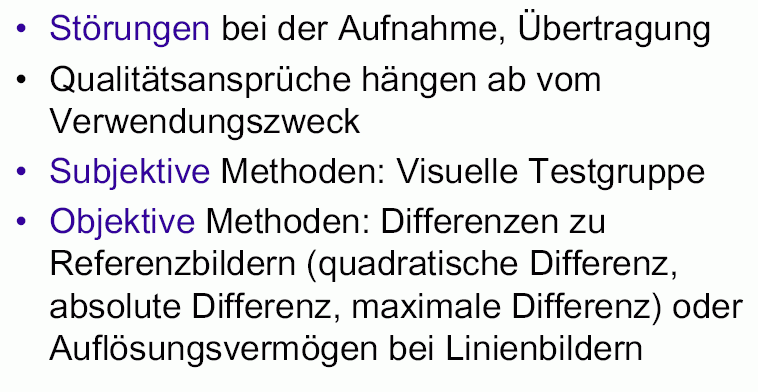 • Störungen bei der Aufnahme, Übertragung
• Qualitätsansprüche hängen ab vom
Verwendungszweck
• Subjektive Methoden: Visuelle Testgruppe
• Objektive Methoden: Differenzen zu
Referenzbildern (quadratische Differenz,
absolute Differenz, maximale Differenz) oder
Auflösungsvermögen bei Linienbildern